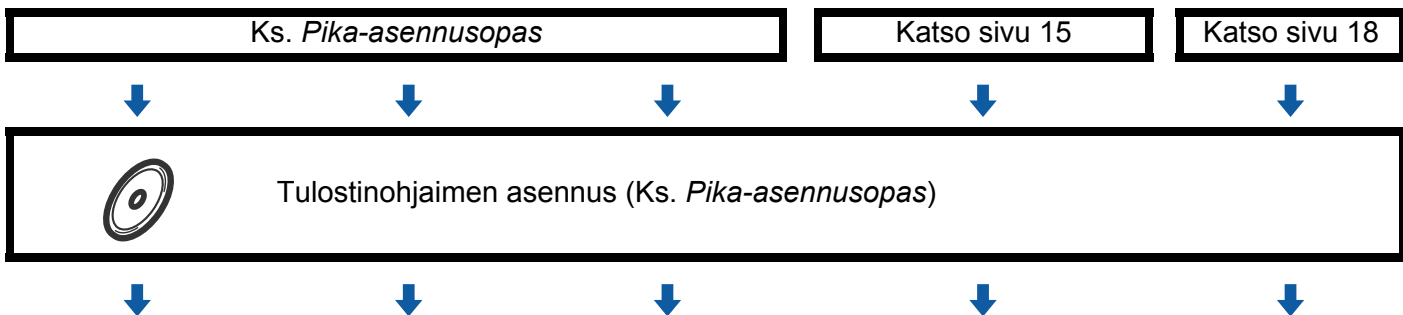 Ks. Pika-asennusopas
Katso sivu 15
Katso sivu 18
Tulostinohjaimen asennus (Ks. Pika-asennusopas)